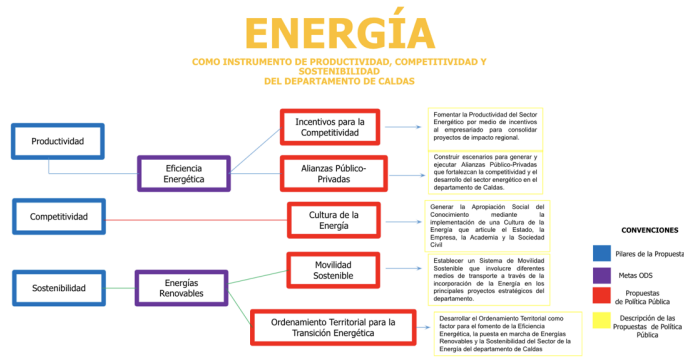 ENERGÍA
COMO INSTRUMENTO DE PRODUCTIVIDAD, COMPETITIVIDAD Y
SOSTENIBILIDAD
DEL DEPARTAMENTO DE CALDAS
Productividad
Eficiencia
Energética
Incentivos para la
Competitividad
Fomentar la Productividad del Sector
Energético por medio de incentivos
al empresariado para consolidar
proyectos de impacto regional.
Alianzas Público-
Privadas
Construir escenarios para generar y
ejecutar Alianzas Público-Privadas
que fortalezcan la competitividad y el
desarrollo del sector energético en el
departamento de Caldas.
Competitividad
Cultura de la
Energía
Generar la Apropiación Social del
Conocimiento mediante la
implementación de una Cultura de la
Energía que articule el Estado, la
Empresa, la Academia y la Sociedad
Civil
Sostenibilidad
Energías
Renovables
Movilidad
Sostenible
Establecer un Sistema de Movilidad
Sostenible que involucre diferentes
medios de transporte a través de la
incorporación de la Energía en los
principales proyectos estratégicos del
departamento.
Ordenamiento Territorial para la
Transición Energética
Desarrollar el Ordenamiento Territorial como
factor para el fomento de la Eficiencia
Energética, la puesta en marcha de Energías
Renovables y la Sostenibilidad del Sector de la
Energía del departamento de Caldas
CONVENCIONES
Pilares de la Propuesta
Metas ODS
Propuestas
de Política Pública
Descripción de las
Propuestas de Política
Pública